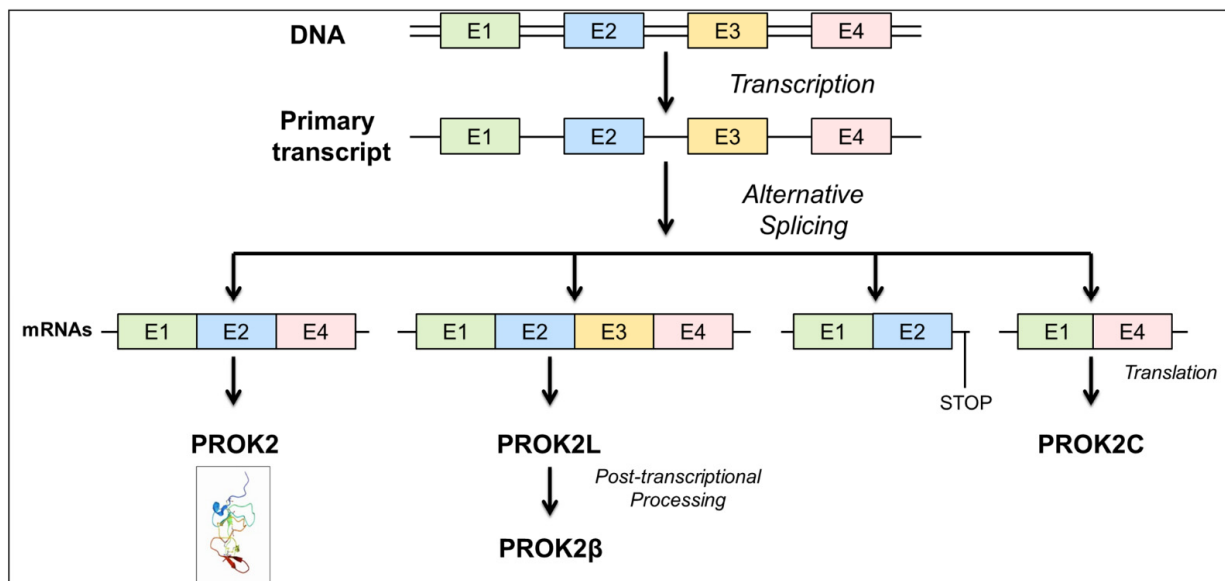 DNA
E1 E2 E3 E4
Transcription
Primary
transcript
E1 E2 E3 E4
Alternative
Splicing
mRNAs
E1 E2 E4
E1 E2 E3 E4
E1 E2
STOP
E1 E4
Translation
PROK2
PROK2L
PROK2C
Post-transcriptional
Processing
PROK2β